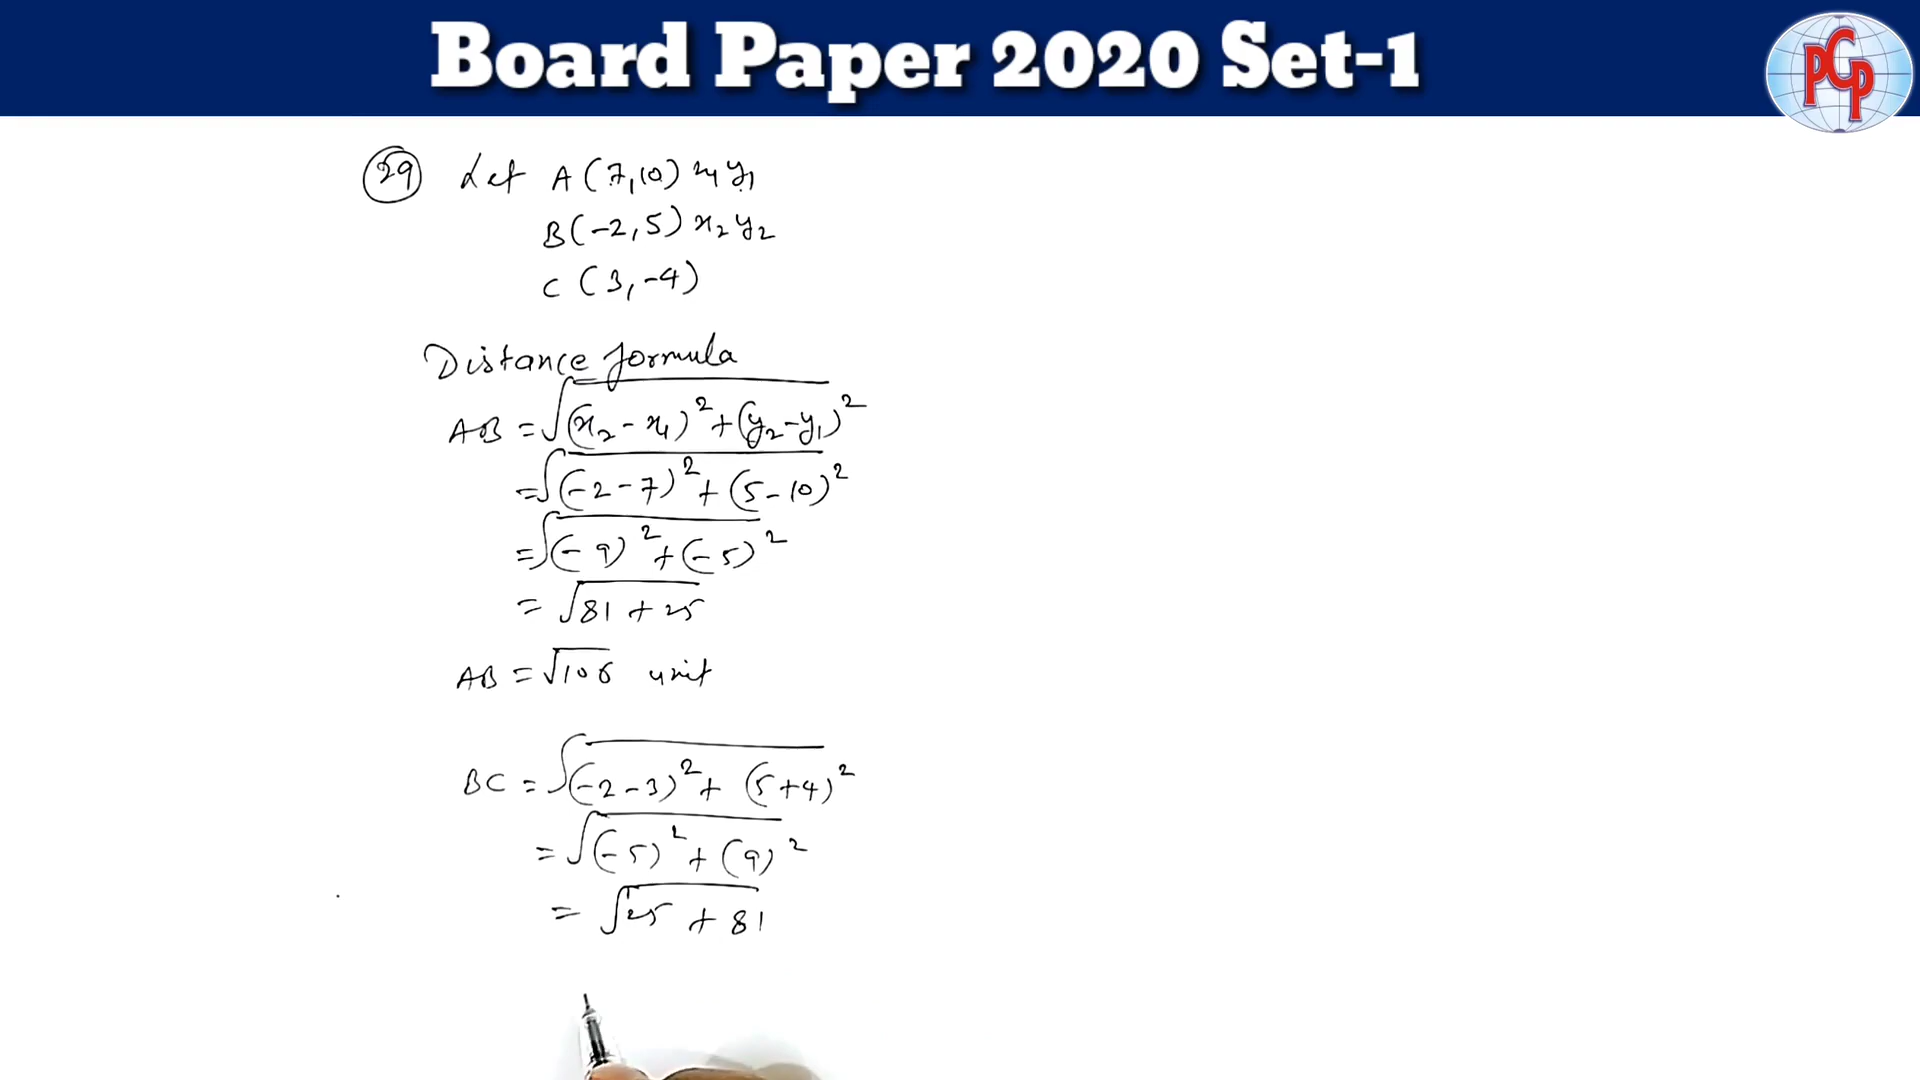 Board Paper 2020 Set-1
PCP
29 Let A (7,10) x1 y1
B(-2,5) x2 y2
C (3,-4)
Distance formula
AB = √(x2 - x1)² + (y2 - y1)²
= √(-2 - 7)² + (5 - 10)²
= √(-9)² + (-5)²
= √81 + 25
AB = √106 unit
BC = √(-2 - 3)² + (5 + 4)²
= √(-5)² + (9)²
= √25 + 81